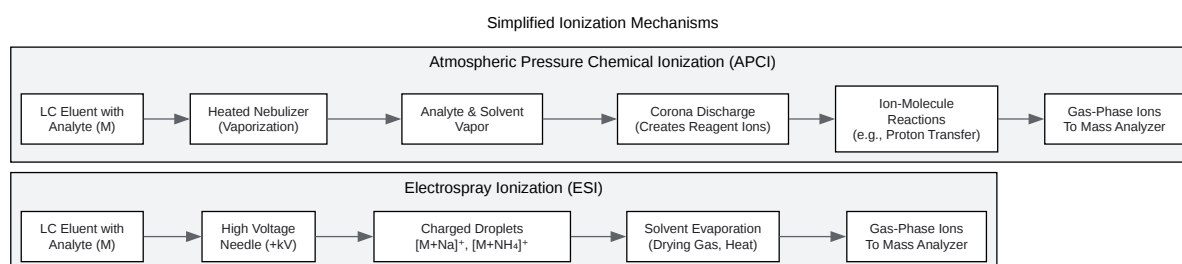 Simplified Ionization Mechanisms
Atmospheric Pressure Chemical Ionization (APCI)
LC Eluent with
Analyte (M)
Heated Nebulizer
(Vaporization)
Analyte & Solvent
Vapor
Corona Discharge
(Creates Reagent Ions)
Ion-Molecule
Reactions
(e.g., Proton Transfer)
Gas-Phase Ions
To Mass Analyzer
Electrospray Ionization (ESI)
LC Eluent with
Analyte (M)
High Voltage
Needle (+kV)
Charged Droplets
[M+Na]⁺, [M+NH₄]⁺
Solvent Evaporation
(Drying Gas, Heat)
Gas-Phase Ions
To Mass Analyzer